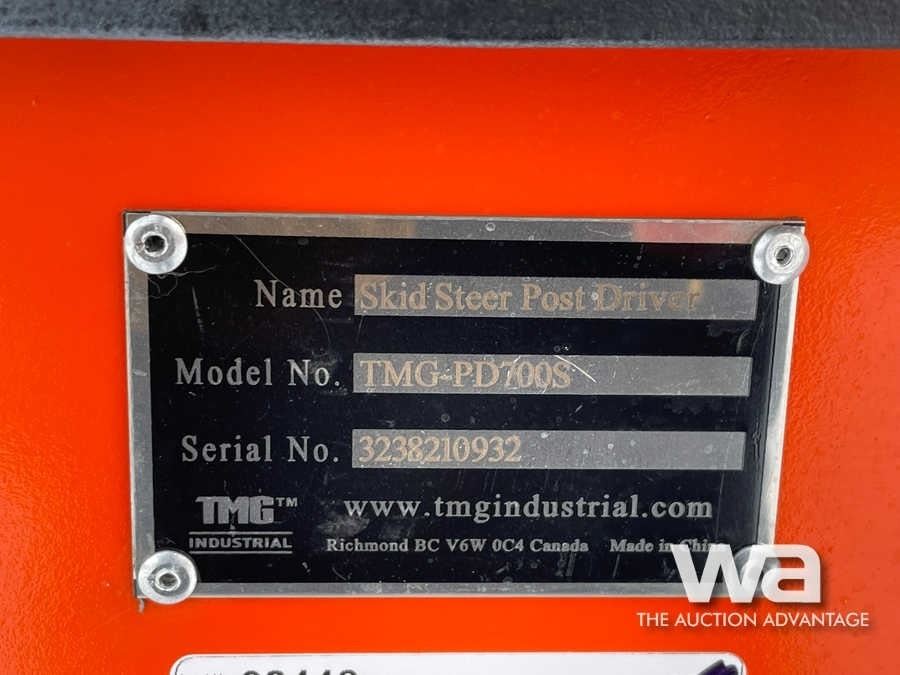 Name Skid Steer Post Driver
Model No. TMG-PD700S
Serial No. 3238210932
TMG™ www.tmgindustrial.com
INDUSTRIAL
Richmond BC V6W 0C4 Canada Made in China
wa
THE AUCTION ADVANTAGE